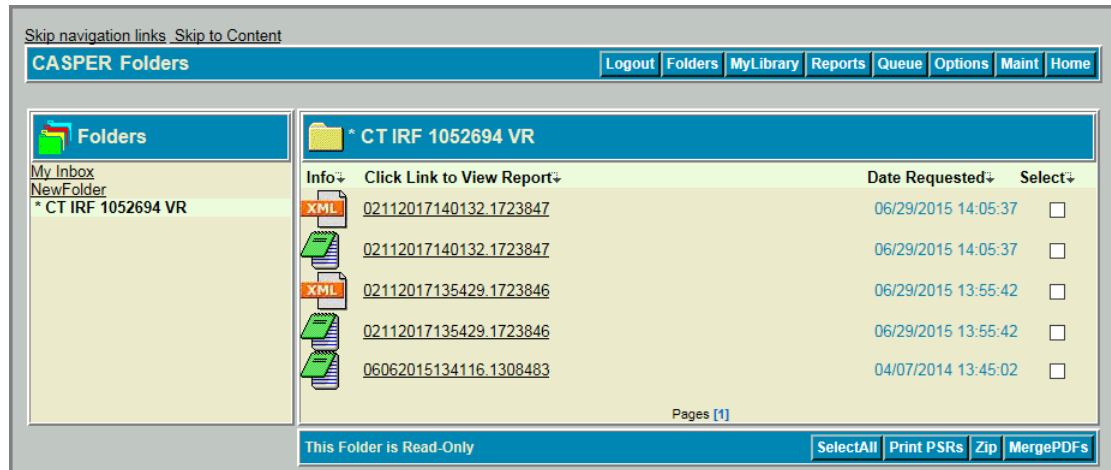 Skip navigation links Skip to Content
CASPER Folders Logout Folders MyLibrary Reports Queue Options Maint Home
Folders
My Inbox
NewFolder
* CT IRF 1052694 VR
* CT IRF 1052694 VR
Info Click Link to View Report Date Requested Select
XML 02112017140132.1723847 06/29/2015 14:05:37
02112017140132.1723847 06/29/2015 14:05:37
XML 02112017135429.1723846 06/29/2015 13:55:42
02112017135429.1723846 06/29/2015 13:55:42
06062015134116.1308483 04/07/2014 13:45:02
Pages [1]
This Folder is Read-Only SelectAll Print PSRs Zip MergePDFs